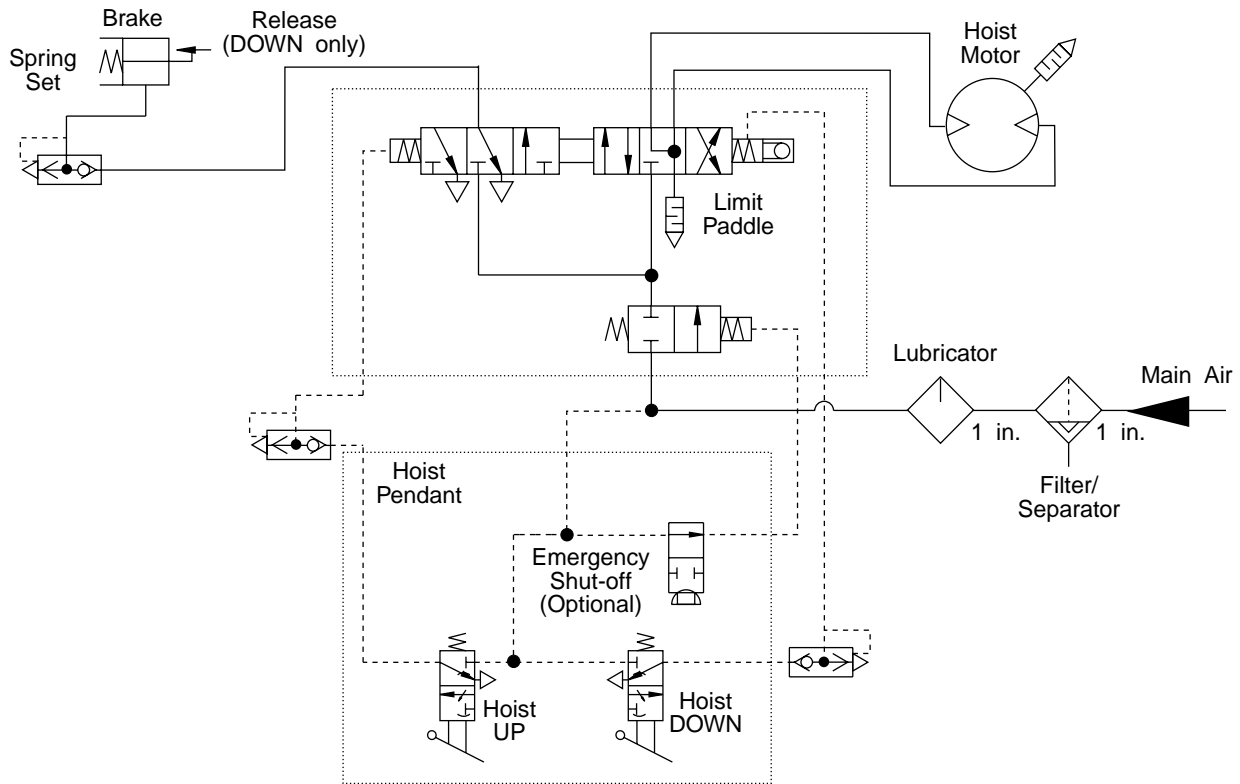 Brake
Release
(DOWN only)
Spring
Set
Hoist
Motor
Limit
Paddle
Lubricator
Main Air
1 in.
1 in.
Filter/
Separator
Hoist
Pendant
Emergency
Shut-off
(Optional)
Hoist
UP
Hoist
DOWN